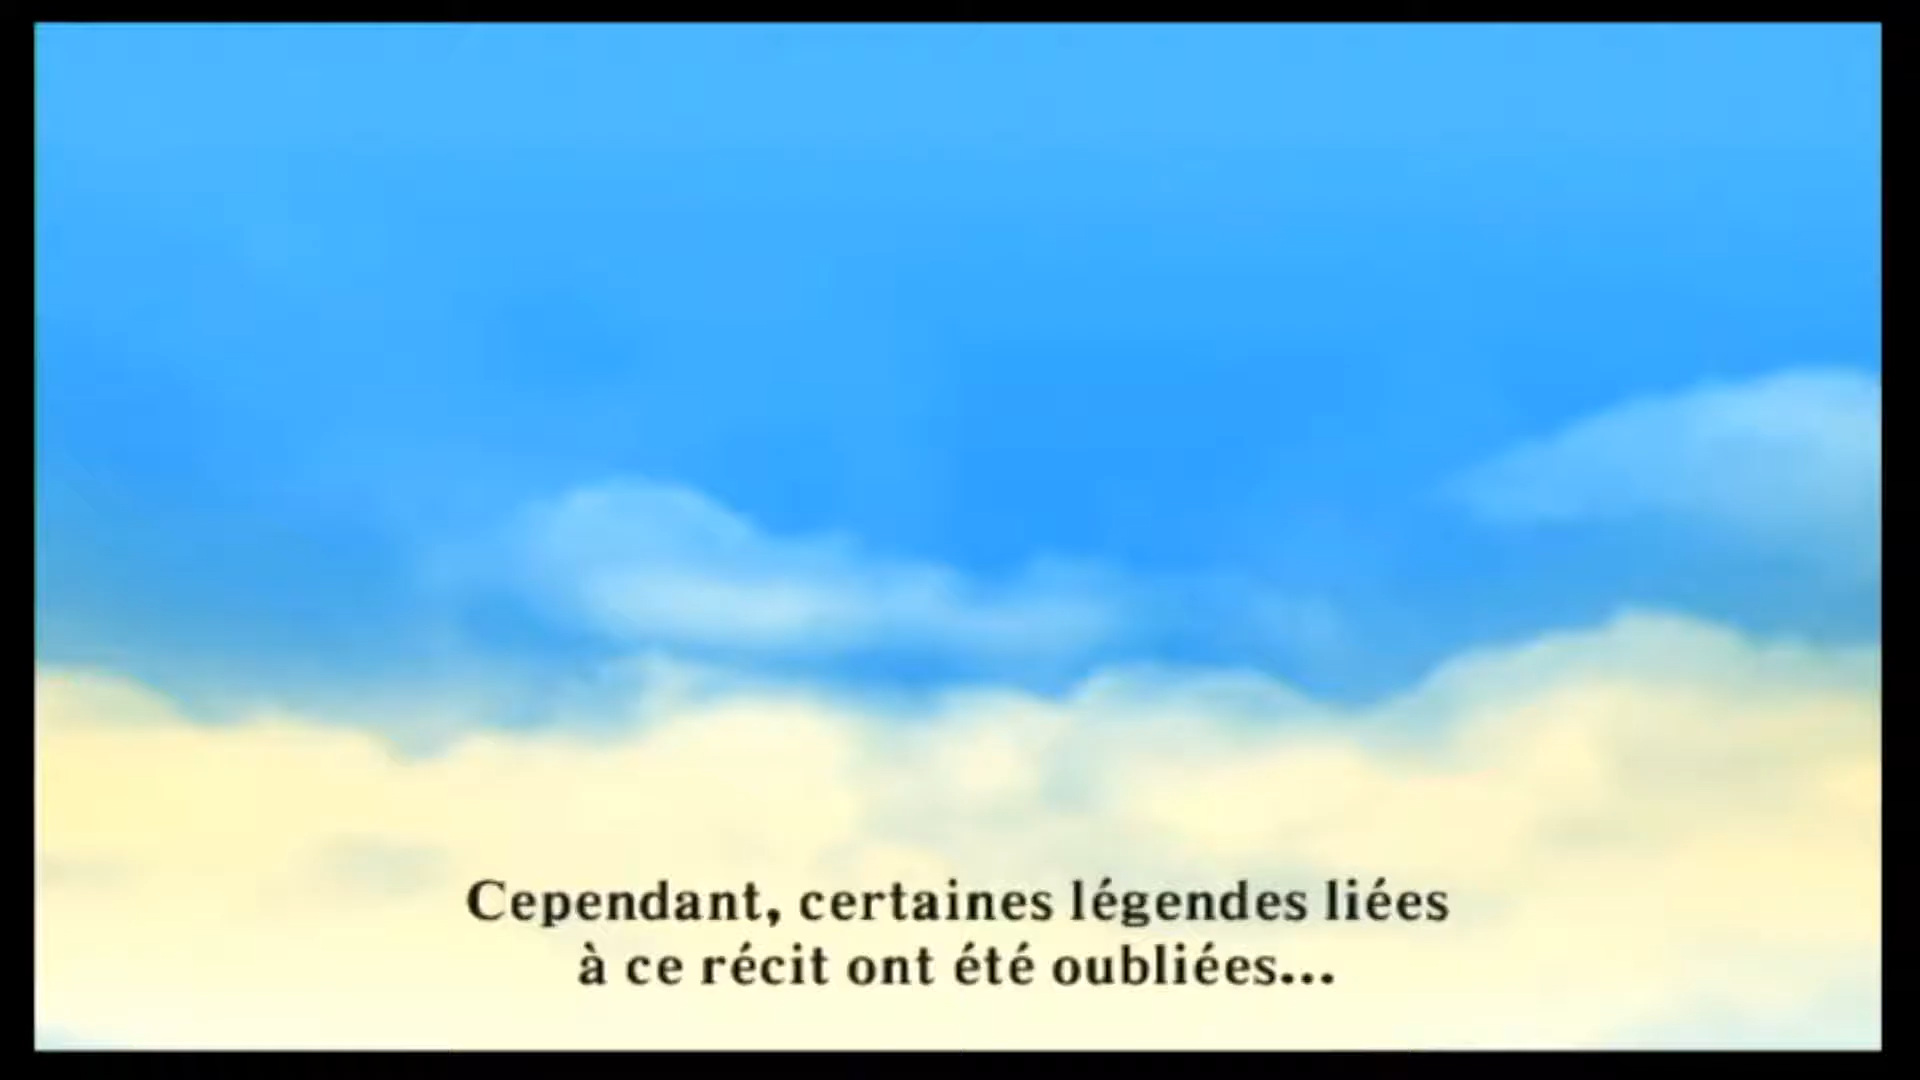 Cependant, certaines légendes liées
à ce récit ont été oubliées...